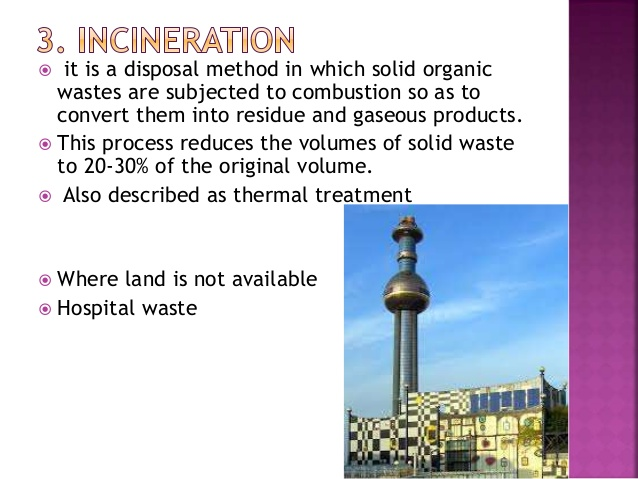 3. INCINERATION
it is a disposal method in which solid organic
wastes are subjected to combustion so as to
convert them into residue and gaseous products.
This process reduces the volumes of solid waste
to 20-30% of the original volume.
Also described as thermal treatment
Where land is not available
Hospital waste